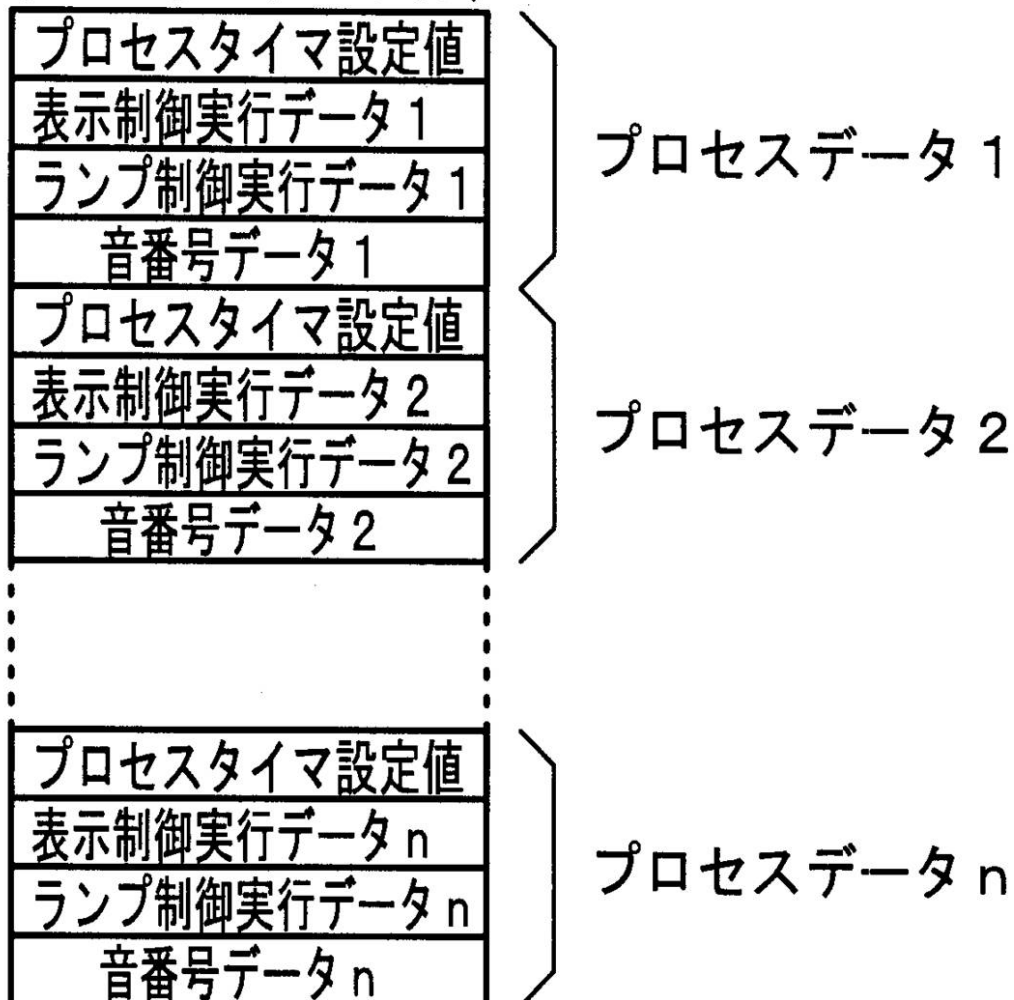 プロセスタイマ設定値
表示制御実行データ1
ランプ制御実行データ1
音番号データ1
プロセスデータ1
プロセスタイマ設定値
表示制御実行データ2
ランプ制御実行データ2
音番号データ2
プロセスデータ2
プロセスタイマ設定値
表示制御実行データn
ランプ制御実行データn
音番号データn
プロセスデータn